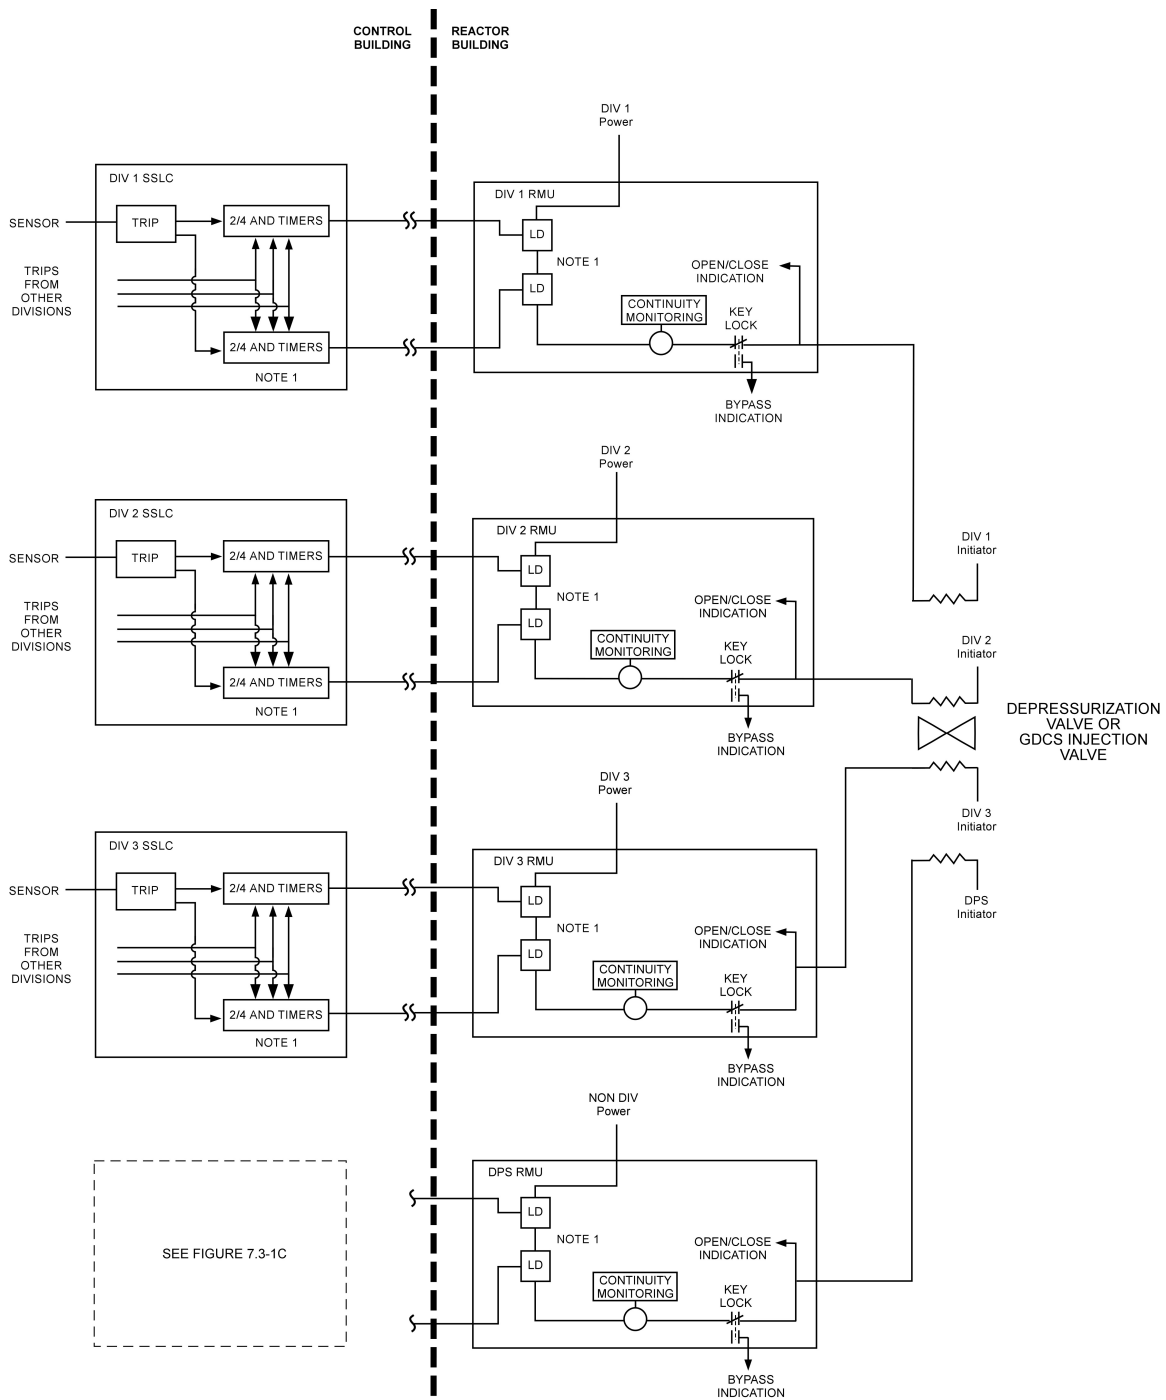 CONTROL
BUILDING
REACTOR
BUILDING
DIV 1
Power
DIV 1 SSLC
SENSOR
TRIP
2/4 AND TIMERS
TRIPS
FROM
OTHER
DIVISIONS
2/4 AND TIMERS
NOTE 1
DIV 1 RMU
LD
NOTE 1
LD
OPEN/CLOSE
INDICATION
CONTINUITY
MONITORING
KEY
LOCK
BYPASS
INDICATION
DIV 2
Power
DIV 2 SSLC
SENSOR
TRIP
2/4 AND TIMERS
TRIPS
FROM
OTHER
DIVISIONS
2/4 AND TIMERS
NOTE 1
DIV 2 RMU
LD
NOTE 1
LD
OPEN/CLOSE
INDICATION
CONTINUITY
MONITORING
KEY
LOCK
BYPASS
INDICATION
DIV 1
Initiator
DIV 2
Initiator
DEPRESSURIZATION
VALVE OR
GDCS INJECTION
VALVE
DIV 3
Initiator
DPS
Initiator
DIV 3
Power
DIV 3 SSLC
SENSOR
TRIP
2/4 AND TIMERS
TRIPS
FROM
OTHER
DIVISIONS
2/4 AND TIMERS
NOTE 1
DIV 3 RMU
LD
NOTE 1
LD
OPEN/CLOSE
INDICATION
CONTINUITY
MONITORING
KEY
LOCK
BYPASS
INDICATION
NON DIV
Power
SEE FIGURE 7.3-1C
DPS RMU
LD
NOTE 1
LD
OPEN/CLOSE
INDICATION
CONTINUITY
MONITORING
KEY
LOCK
BYPASS
INDICATION